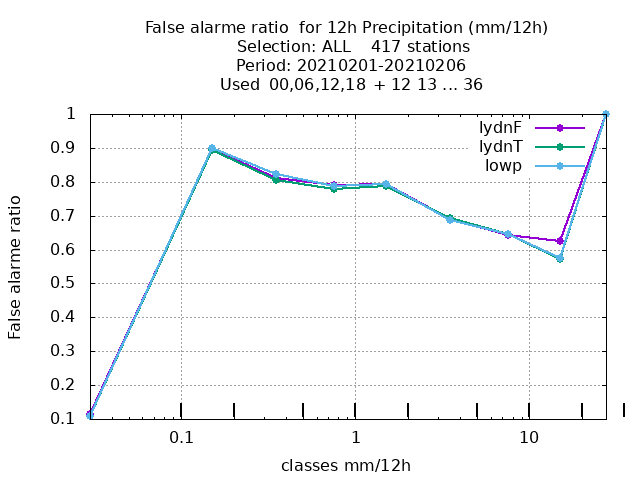 False alarme ratio  for 12h Precipitation (mm/12h)
Selection: ALL    417 stations
Period: 20210201-20210206
Used  00,06,12,18  + 12 13 ... 36
1
0.9
0.8
0.7
0.6
0.5
0.4
0.3
0.2
0.1
False alarme ratio
lydnF
lydnT
lowp
0.1
1
10
classes mm/12h